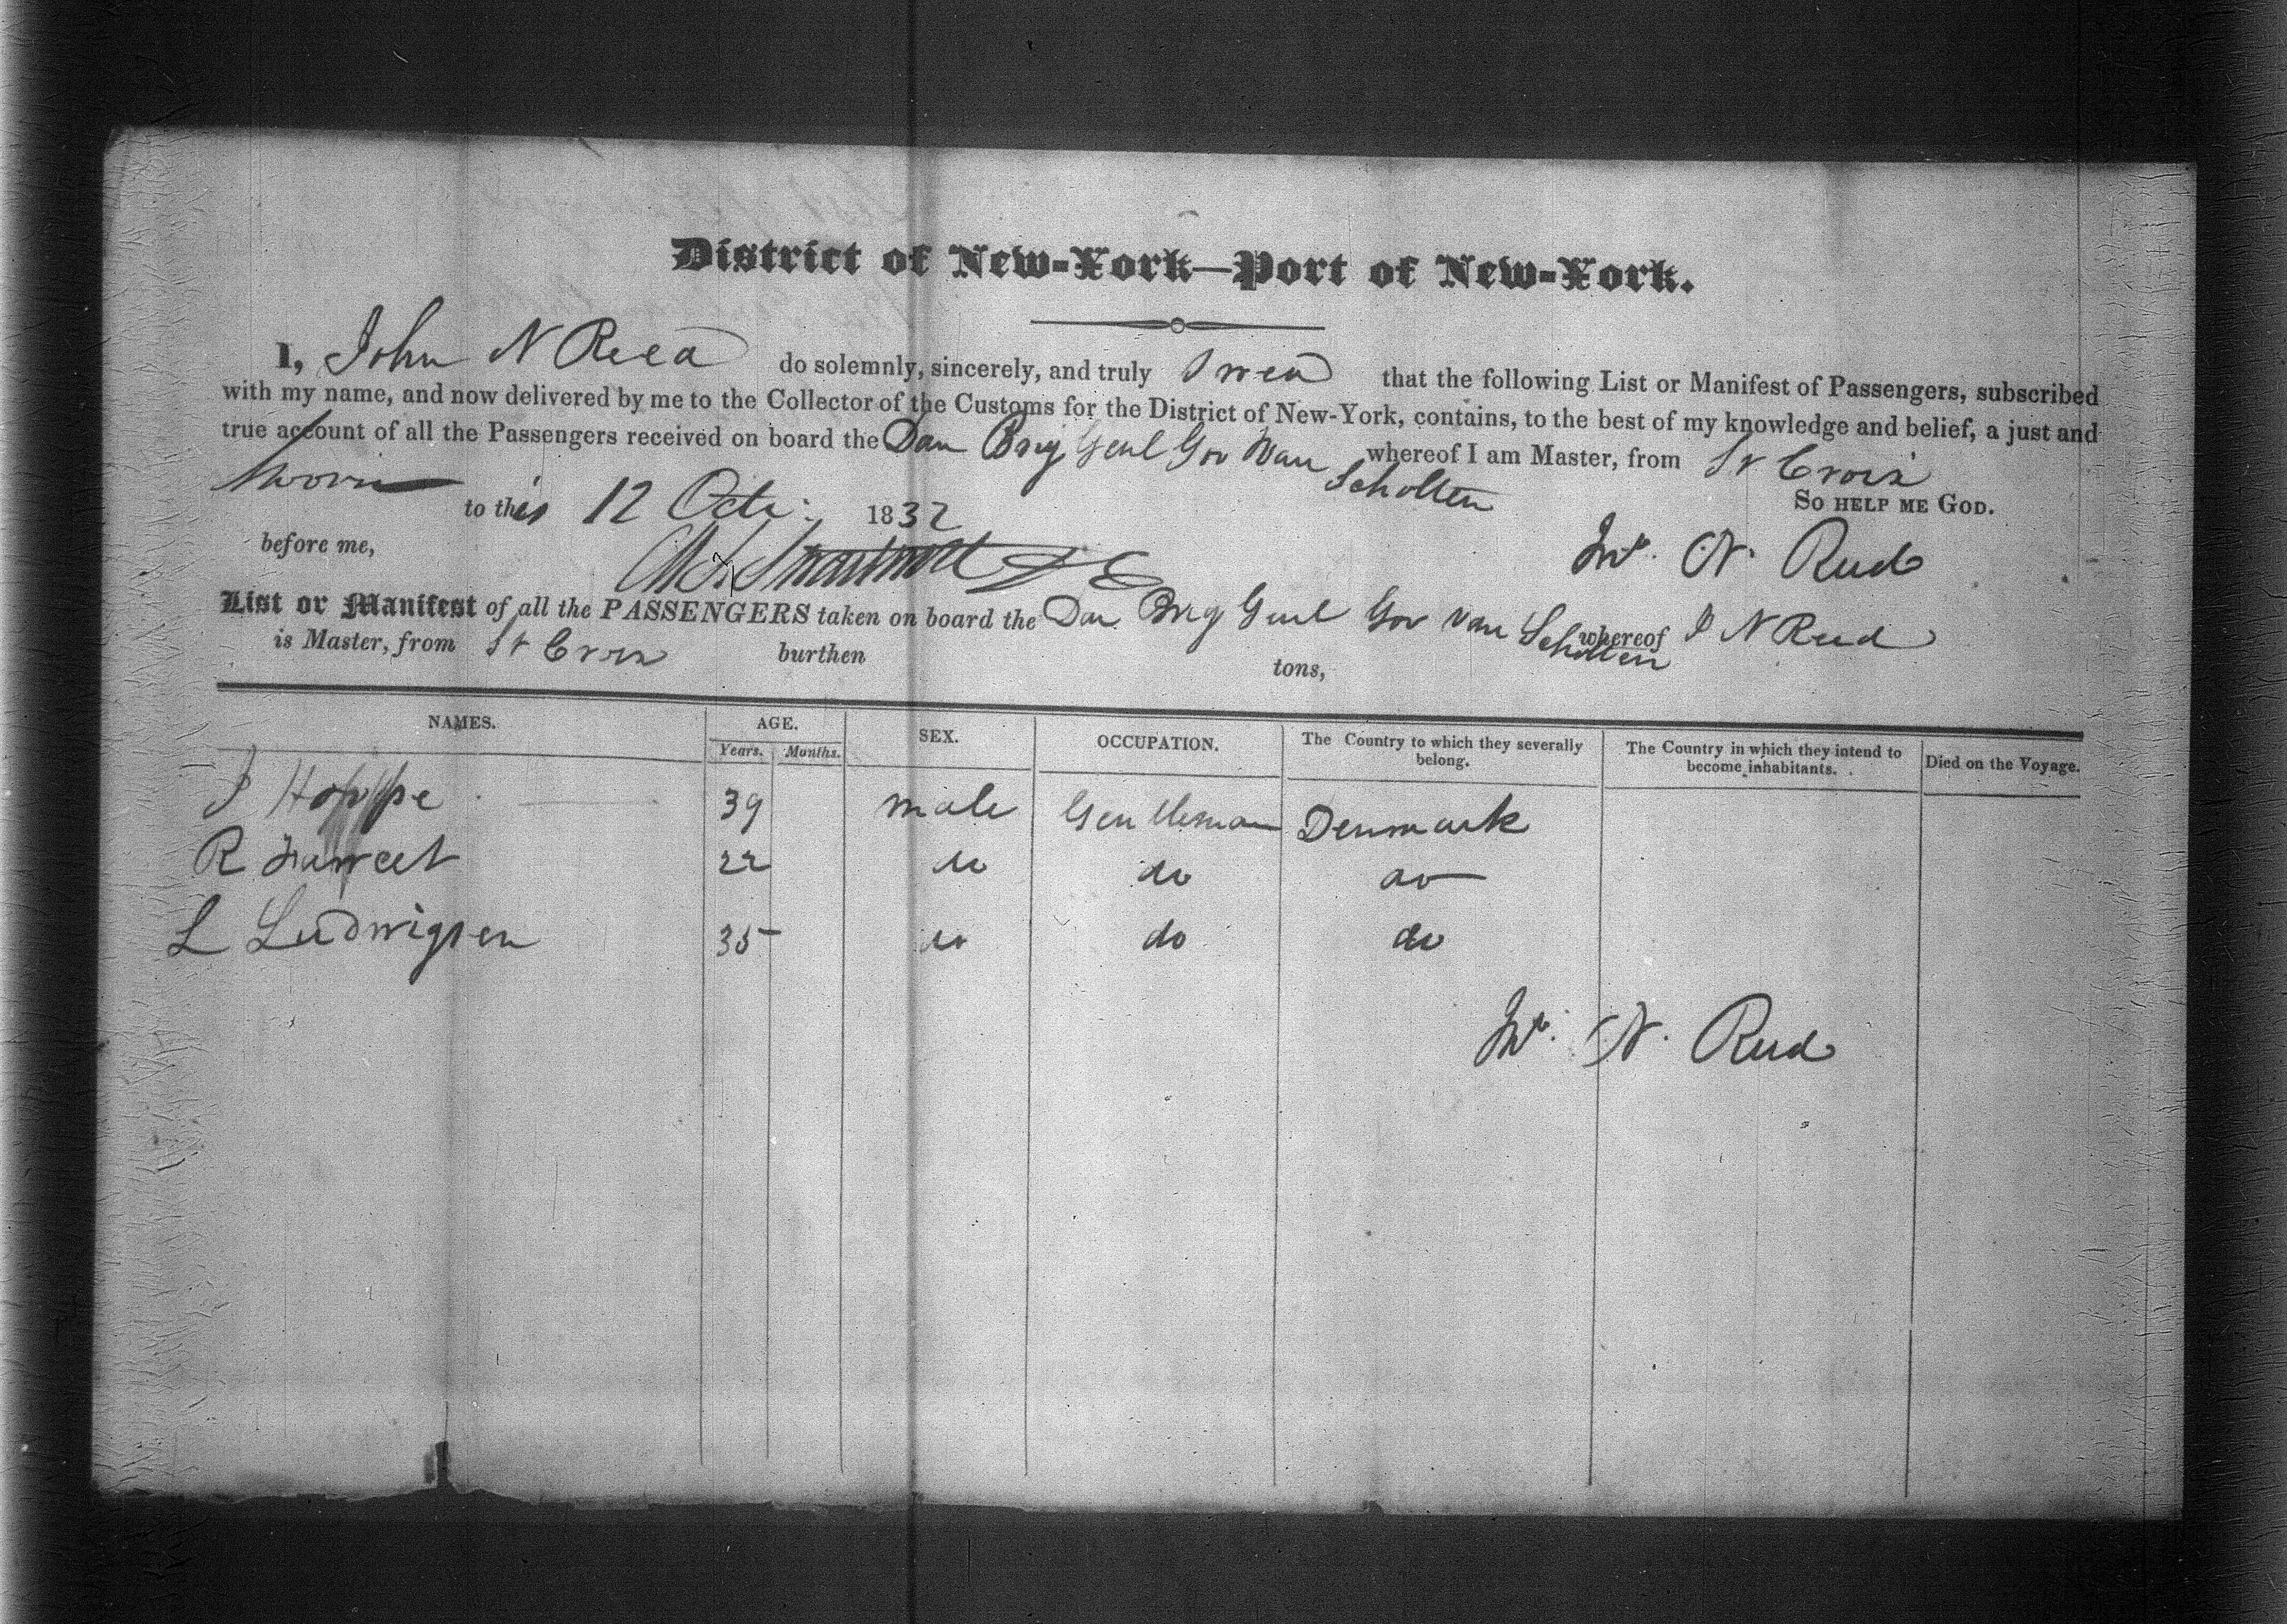 District of New-York—Port of New-York.
I, John N Reed do solemnly, sincerely, and truly Swear that the following List or Manifest of Passengers, subscribed
with my name, and now delivered by me to the Collector of the Customs for the District of New-York, contains, to the best of my knowledge and belief, a just and
true account of all the Passengers received on board the Dan Brig Genl Gov Van Scholten whereof I am Master, from St Croix
Sworn to this 12 Oct. 1832 So help me God.
before me, Jno. N. Reed
List or Manifest of all the PASSENGERS taken on board the Dan Brig Genl Gov Van Scholten whereof J N Reed
is Master, from St Croix burthen tons,
NAMES. AGE. Years. Months. SEX. OCCUPATION. The Country to which they severally belong. The Country in which they intend to become inhabitants. Died on the Voyage.
J Hoppe 39 male Gentleman Denmark
R Fawcet 22 do do do
L Ludwigsen 35 do do do
Jno. N. Reed